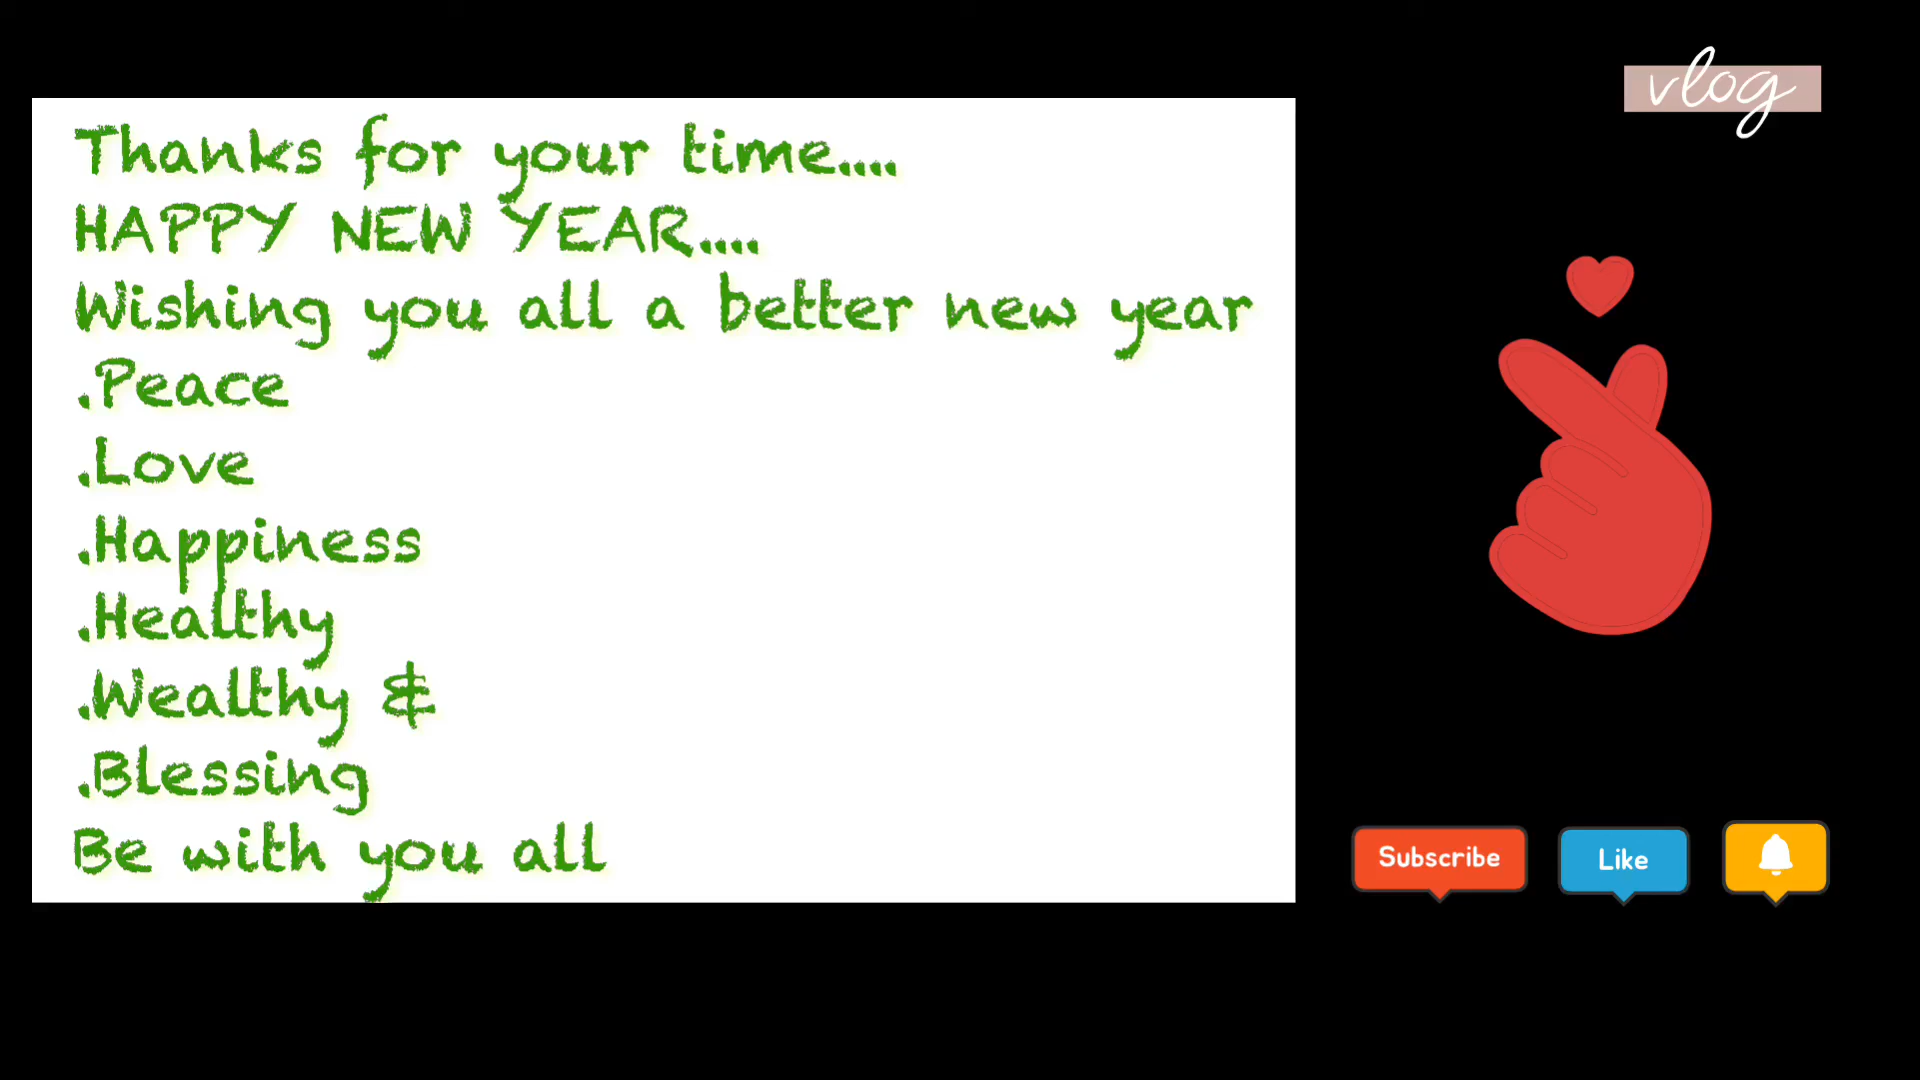 Thanks for your time....
HAPPY NEW YEAR....
Wishing you all a better new year
.Peace
.Love
.Happiness
.Healthy
.Wealthy &
.Blessing
Be with you all
vlog
Subscribe
Like